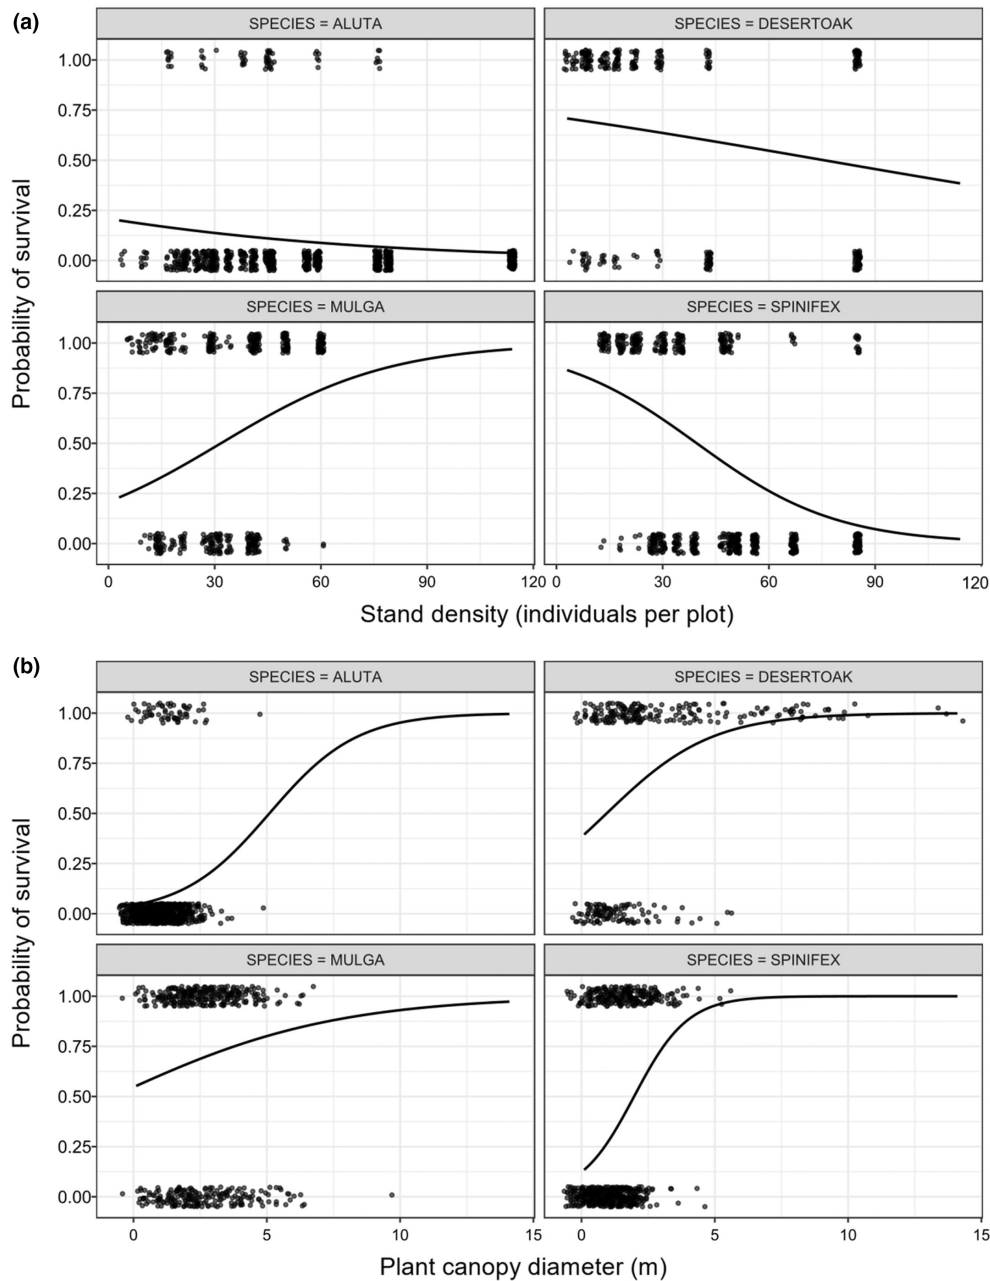 (a)
SPECIES = ALUTA
SPECIES = DESERTOAK
1.00
0.75
0.50
0.25
0.00
SPECIES = MULGA
SPECIES = SPINIFEX
1.00
0.75
0.50
0.25
0.00
Probability of survival
0 30 60 90 120 0 30 60 90 120
Stand density (individuals per plot)
(b)
SPECIES = ALUTA
SPECIES = DESERTOAK
1.00
0.75
0.50
0.25
0.00
SPECIES = MULGA
SPECIES = SPINIFEX
1.00
0.75
0.50
0.25
0.00
Probability of survival
0 5 10 15 0 5 10 15
Plant canopy diameter (m)